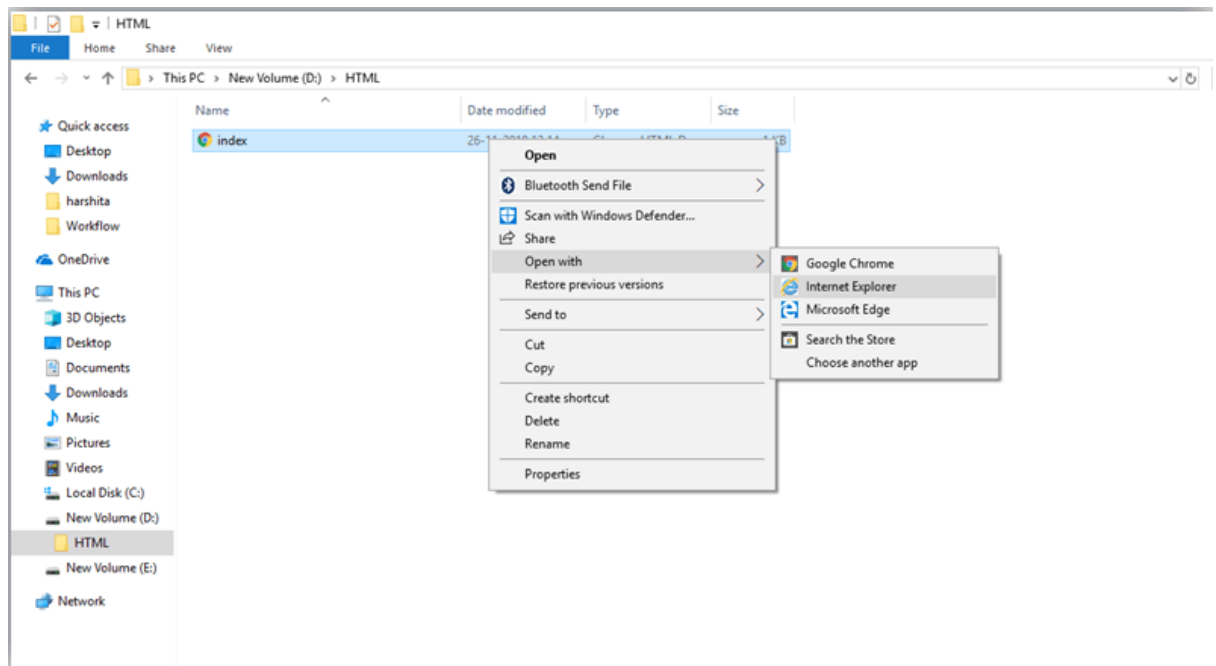 HTML
File Home Share View
This PC > New Volume (D:) > HTML
Name Date modified Type Size
Quick access
Desktop
Downloads
harshita
Workflow
OneDrive
This PC
3D Objects
Desktop
Documents
Downloads
Music
Pictures
Videos
Local Disk (C:)
New Volume (D:)
HTML
New Volume (E:)
Network
index 1 KB
Open
Bluetooth Send File
Scan with Windows Defender...
Share
Open with
Restore previous versions
Send to
Cut
Copy
Create shortcut
Delete
Rename
Properties
Google Chrome
Internet Explorer
Microsoft Edge
Search the Store
Choose another app